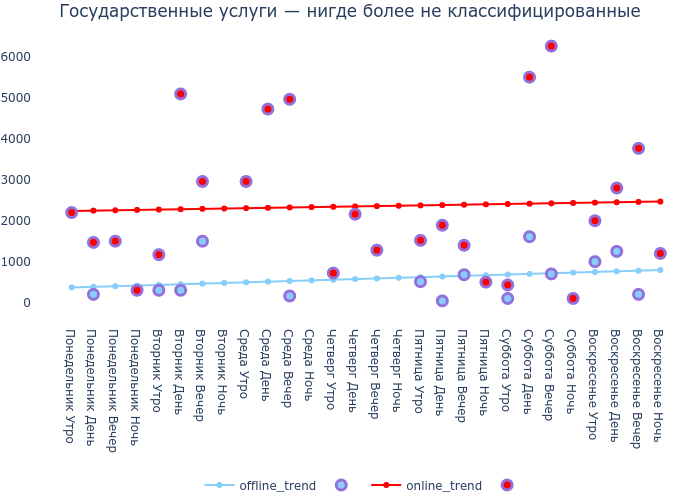 Государственные услуги — нигде более не классифицированные
6000
5000
4000
3000
2000
1000
0
Понедельник Утро
Понедельник День
Понедельник Вечер
Понедельник Ночь
Вторник Утро
Вторник День
Вторник Вечер
Вторник Ночь
Среда Утро
Среда День
Среда Вечер
Среда Ночь
Четверг Утро
Четверг День
Четверг Вечер
Четверг Ночь
Пятница Утро
Пятница День
Пятница Вечер
Пятница Ночь
Суббота Утро
Суббота День
Суббота Вечер
Суббота Ночь
Воскресенье Утро
Воскресенье День
Воскресенье Вечер
Воскресенье Ночь
offline_trend
online_trend